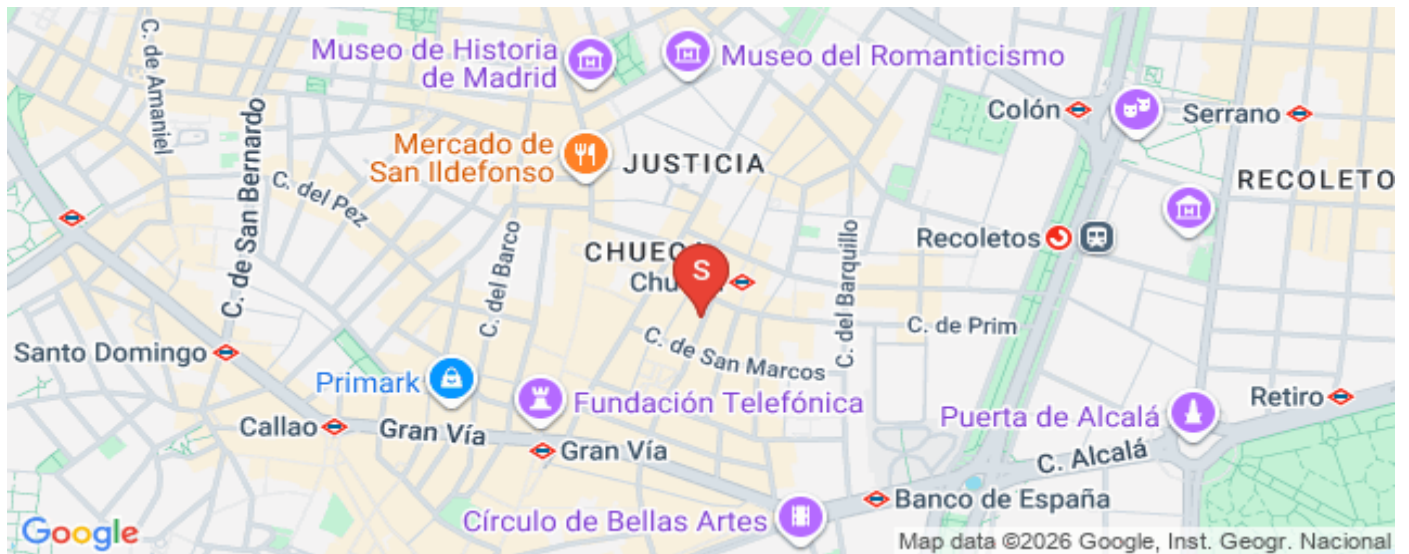 C. de Amaniel
Museo de Historia
de Madrid
Museo del Romanticismo
Colón
Serrano
C. de San Bernardo
Mercado de
San Ildefonso
JUSTICIA
RECOLETO
C. del Pez
C. del Barco
CHUECA
S
C. del Barquillo
Recoletos
C. de Prim
C. de San Marcos
Santo Domingo
Primark
Fundación Telefónica
Puerta de Alcalá
Retiro
Callao
Gran Vía
Gran Vía
C. Alcalá
Banco de España
Círculo de Bellas Artes
Google
Map data ©2026 Google, Inst. Geogr. Nacional